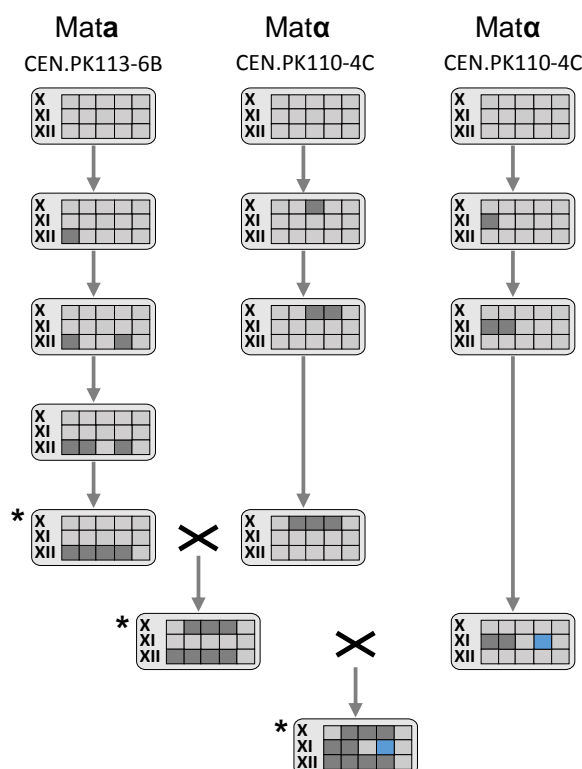 Mata Matα Matα
CEN.PK113-6B CEN.PK110-4C CEN.PK110-4C
X X X
XI XI XI
XII XII XII
X X X
XI XI XI
XII XII XII
X X X
XI XI XI
XII XII XII
X
XI
XII
* X X
XI XI
XII XII
* X X
XI XI
XII XII
* X
XI
XII